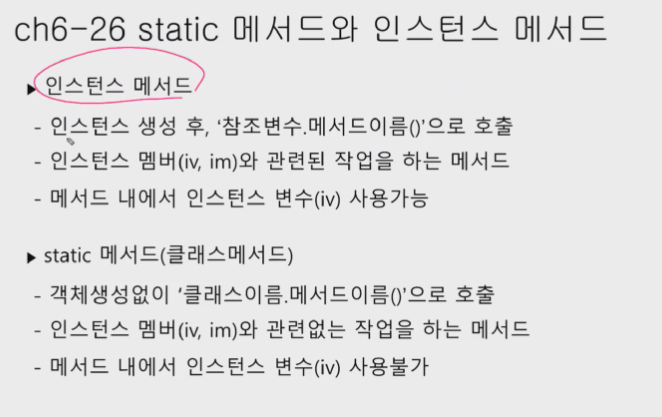 ch6-26 static 메서드와 인스턴스 메서드
▶ 인스턴스 메서드
- 인스턴스 생성 후, ‘참조변수.메서드이름()’으로 호출
- 인스턴스 멤버(iv, im)와 관련된 작업을 하는 메서드
- 메서드 내에서 인스턴스 변수(iv) 사용가능
▶ static 메서드(클래스메서드)
- 객체생성없이 ‘클래스이름.메서드이름()’으로 호출
- 인스턴스 멤버(iv, im)와 관련없는 작업을 하는 메서드
- 메서드 내에서 인스턴스 변수(iv) 사용불가